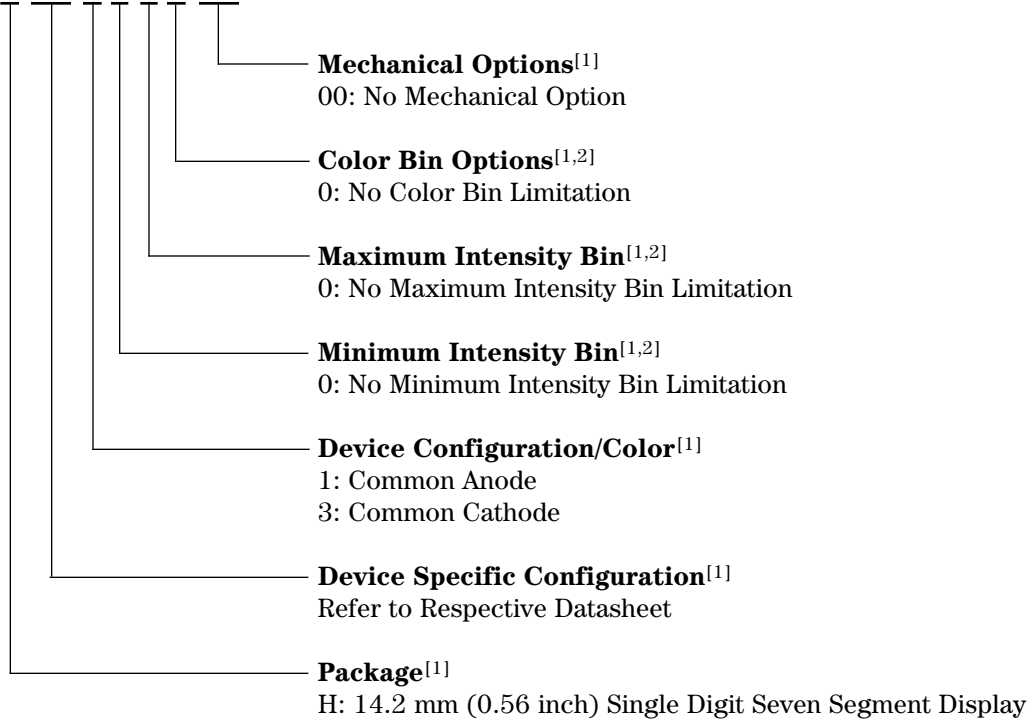 Mechanical Options[1]
00: No Mechanical Option
Color Bin Options[1,2]
0: No Color Bin Limitation
Maximum Intensity Bin[1,2]
0: No Maximum Intensity Bin Limitation
Minimum Intensity Bin[1,2]
0: No Minimum Intensity Bin Limitation
Device Configuration/Color[1]
1: Common Anode
3: Common Cathode
Device Specific Configuration[1]
Refer to Respective Datasheet
Package[1]
H: 14.2 mm (0.56 inch) Single Digit Seven Segment Display